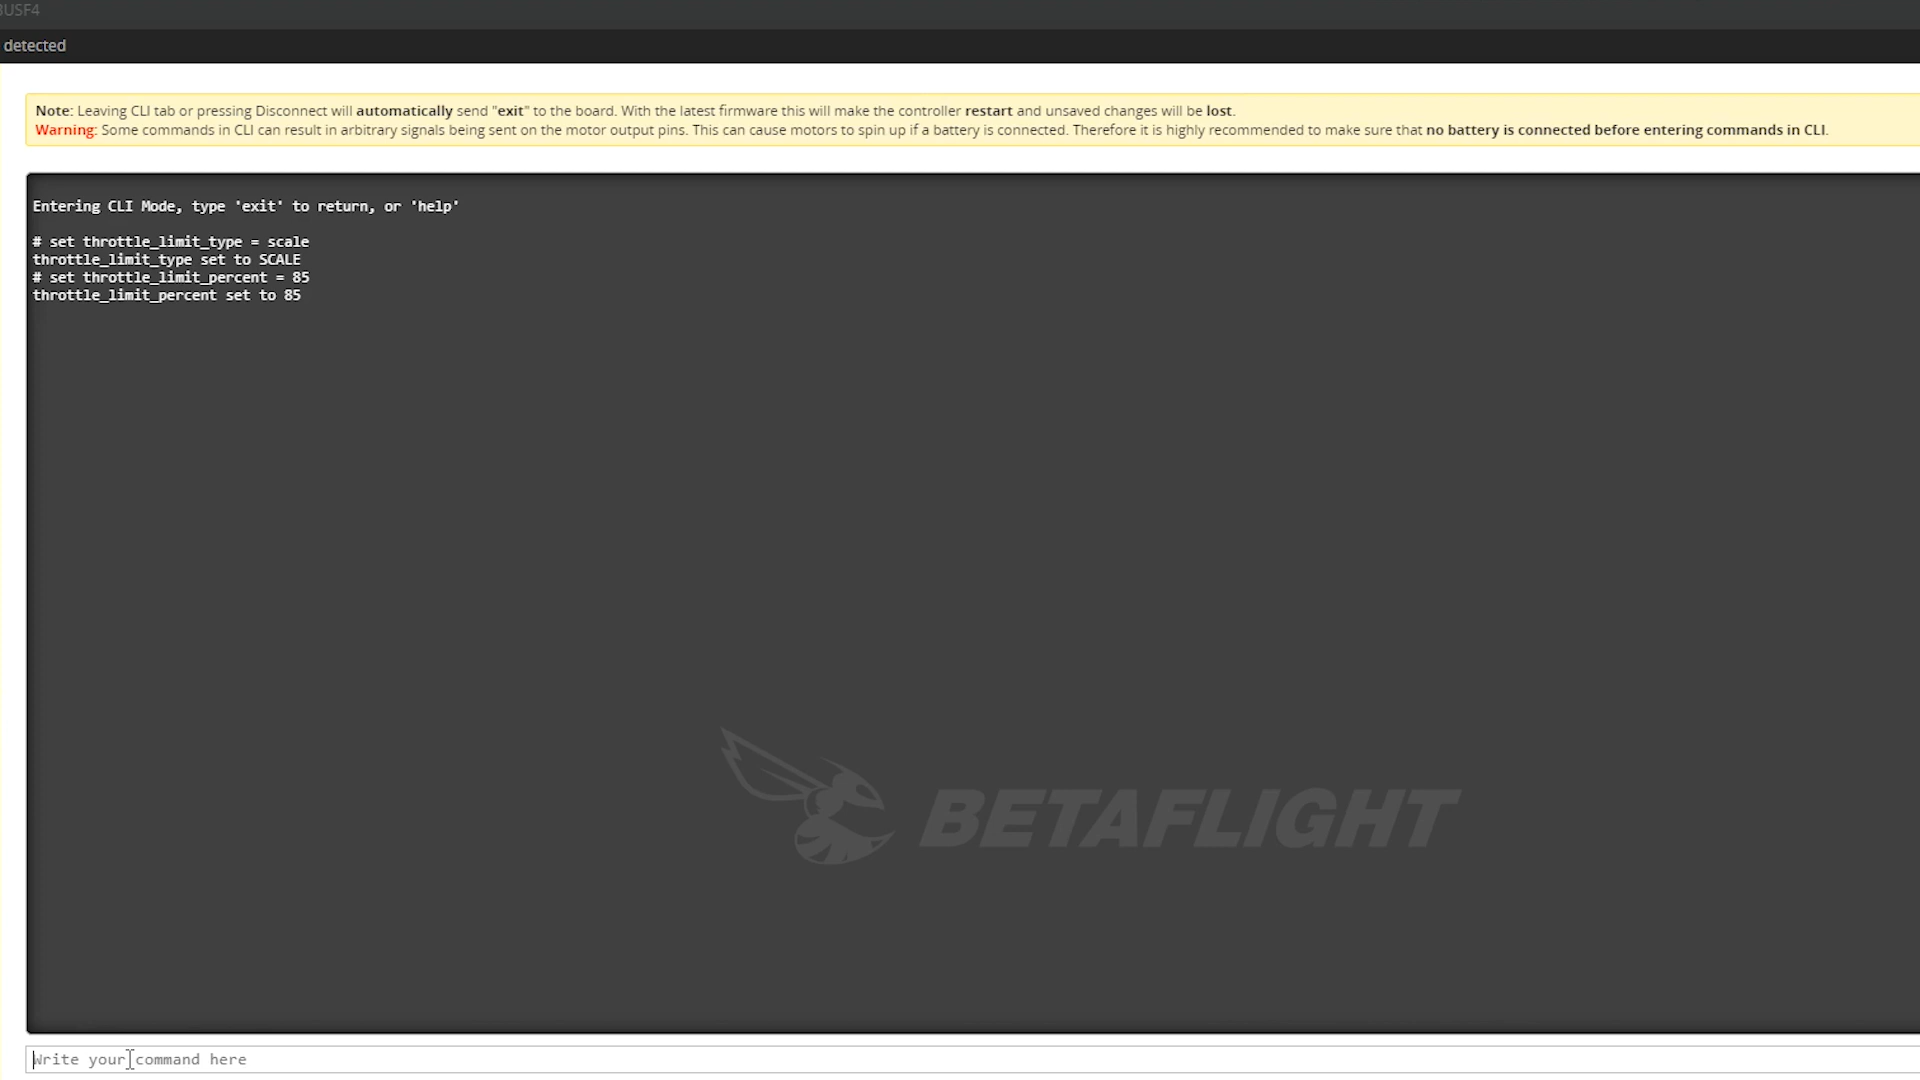 BUSF4
detected
Note: Leaving CLI tab or pressing Disconnect will automatically send "exit" to the board. With the latest firmware this will make the controller restart and unsaved changes will be lost.
Warning: Some commands in CLI can result in arbitrary signals being sent on the motor output pins. This can cause motors to spin up if a battery is connected. Therefore it is highly recommended to make sure that no battery is connected before entering commands in CLI.
Entering CLI Mode, type 'exit' to return, or 'help'
# set throttle_limit_type = scale
throttle_limit_type set to SCALE
# set throttle_limit_percent = 85
throttle_limit_percent set to 85
BETAFLIGHT
Write your command here